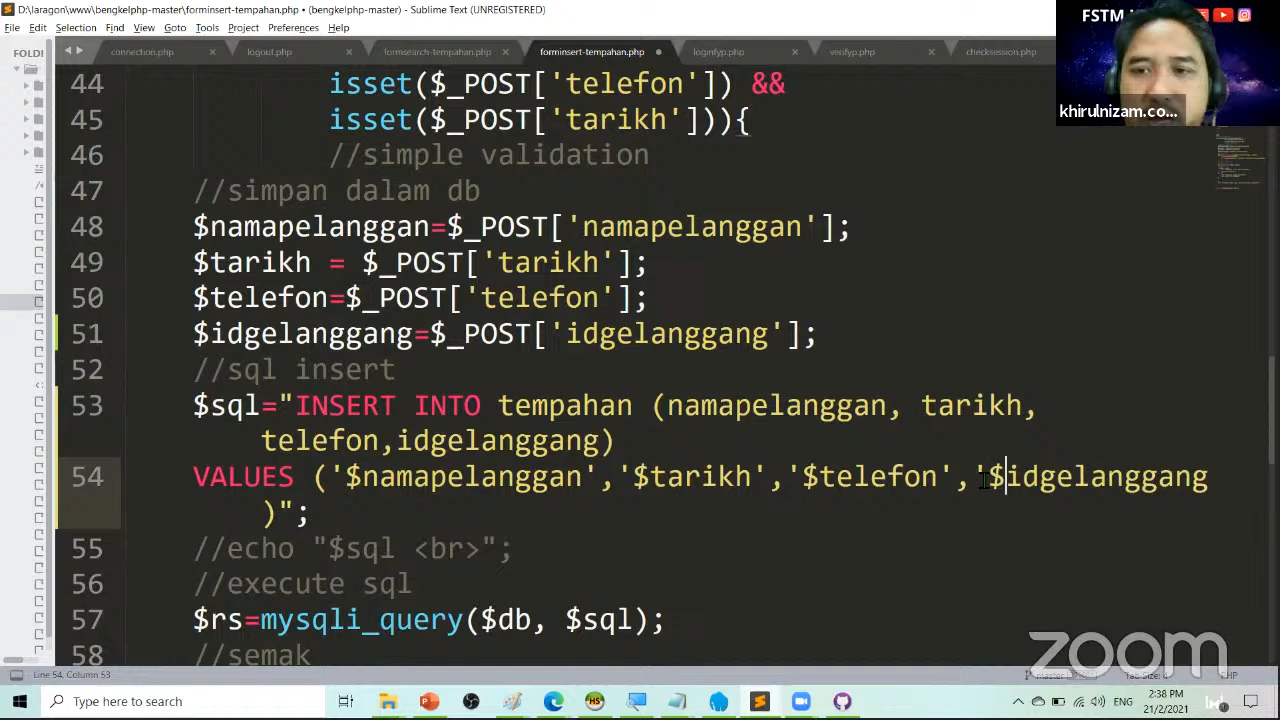 D:\laragon\www\bengkelphp-master\forminsert-tempahan.php • (bengkelphp-master) - Sublime Text (UNREGISTERED)
File Edit Selection Find View Goto Tools Project Preferences Help
FOLDI
connection.php × logout.php × formsearch-tempahan.php × forminsert-tempahan.php • loginfyp.php × verifyp.php × checksession.php
FSTM
khirulnizam.co...
44 isset($_POST['telefon']) &&
45 isset($_POST['tarikh'])){
46 //simple validation
47 //simpan dalam db
48 $namapelanggan=$_POST['namapelanggan'];
49 $tarikh = $_POST['tarikh'];
50 $telefon=$_POST['telefon'];
51 $idgelanggang=$_POST['idgelanggang'];
52 //sql insert
53 $sql="INSERT INTO tempahan (namapelanggan, tarikh,
telefon,idgelanggang)
54 VALUES ('$namapelanggan','$tarikh','$telefon','$idgelanggang
)";
55 //echo "$sql <br>";
56 //execute sql
57 $rs=mysqli_query($db, $sql);
58 //semak
zoom
Line 54, Column 53 master Tab Size: 4 PHP
Type here to search
ENG
2:38 PM
21/2/2021